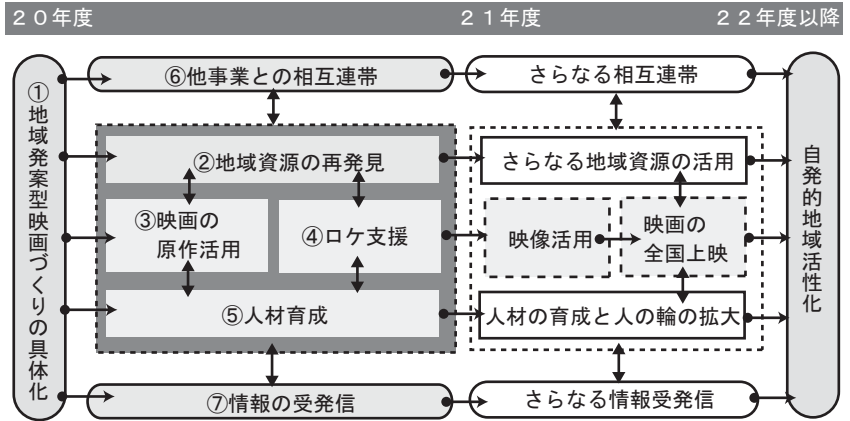 ２０年度
２１年度
２２年度以降
①地域発案型映画づくりの具体化
⑥他事業との相互連帯
さらなる相互連帯
②地域資源の再発見
さらなる地域資源の活用
③映画の
原作活用
④ロケ支援
映像活用
映画の
全国上映
⑤人材育成
人材の育成と人の輪の拡大
⑦情報の受発信
さらなる情報受発信
自発的地域活性化